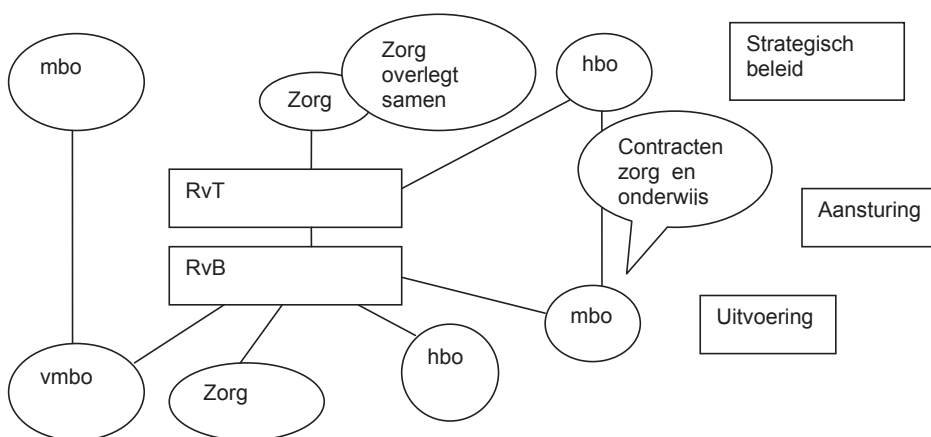 mbo
Zorg
Zorg
overlegt
samen
hbo
Strategisch
beleid
Contracten
zorg en
onderwijs
RvT
Aansturing
RvB
mbo
Uitvoering
vmbo
Zorg
hbo